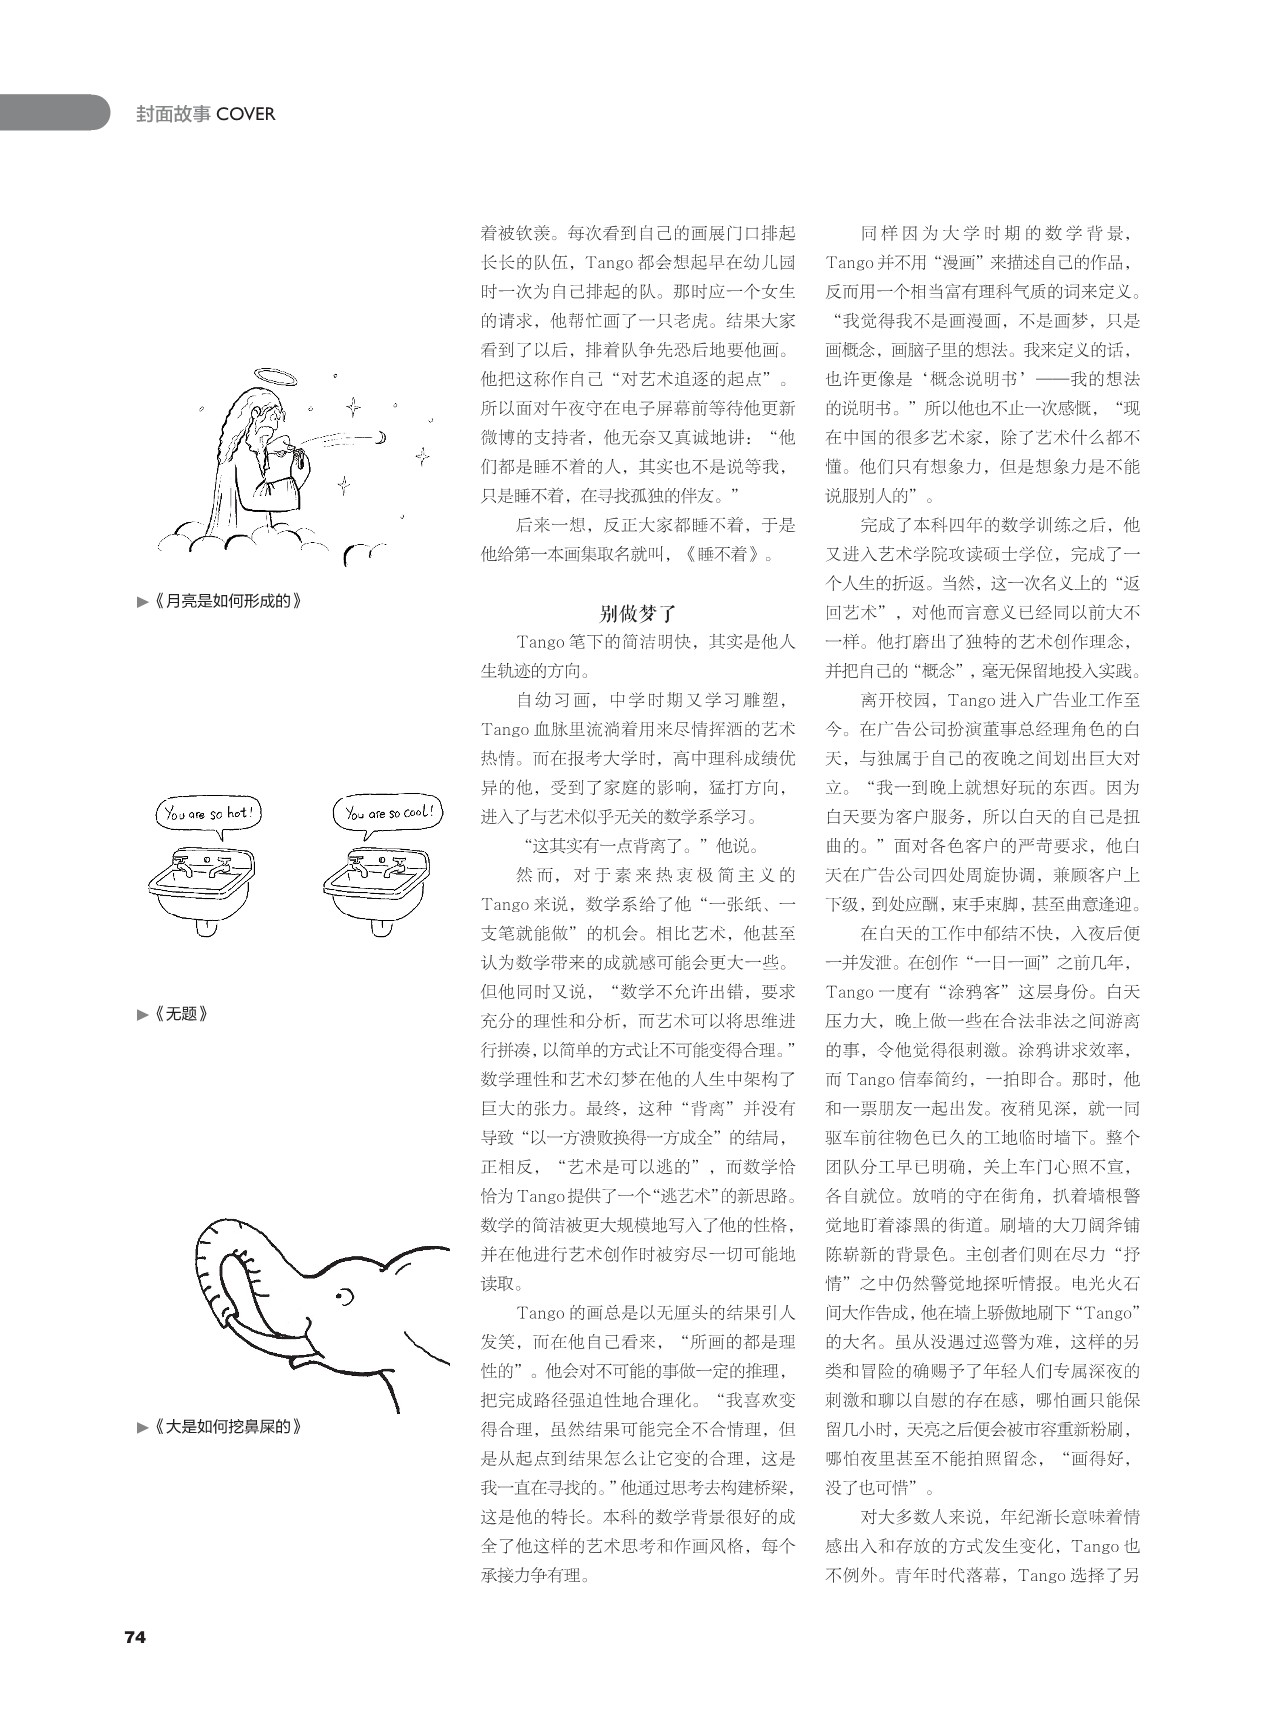 封面故事 COVER
▶《月亮是如何形成的》
You are so hot!
You are so cool!
▶《无题》
▶《大是如何挖鼻屎的》
着被钦羡。每次看到自己的画展门口排起
长长的队伍，Tango 都会想起早在幼儿园
时一次为自己排起的队。那时应一个女生
的请求，他帮忙画了一只老虎。结果大家
看到了以后，排着队争先恐后地要他画。
他把这称作自己“对艺术追逐的起点”。
所以面对午夜守在电子屏幕前等待他更新
微博的支持者，他无奈又真诚地讲：“他
们都是睡不着的人，其实也不是说等我，
只是睡不着，在寻找孤独的伴友。”
后来一想，反正大家都睡不着，于是
他给第一本画集取名就叫，《睡不着》。
别做梦了
Tango 笔下的简洁明快，其实是他人
生轨迹的方向。
自幼习画，中学时期又学习雕塑，
Tango 血脉里流淌着用来尽情挥洒的艺术
热情。而在报考大学时，高中理科成绩优
异的他，受到了家庭的影响，猛打方向，
进入了与艺术似乎无关的数学系学习。
“这其实有一点背离了。”他说。
然而，对于素来热衷极简主义的
Tango 来说，数学系给了他“一张纸、一
支笔就能做”的机会。相比艺术，他甚至
认为数学带来的成就感可能会更大一些。
但他同时又说，“数学不允许出错，要求
充分的理性和分析，而艺术可以将思维进
行拼凑，以简单的方式让不可能变得合理。”
数学理性和艺术幻梦在他的人生中架构了
巨大的张力。最终，这种“背离”并没有
导致“以一方溃败换得一方成全”的结局，
正相反，“艺术是可以逃的”，而数学恰
恰为 Tango 提供了一个“逃艺术”的新思路。
数学的简洁被更大规模地写入了他的性格，
并在他进行艺术创作时被穷尽一切可能地
读取。
Tango 的画总是以无厘头的结果引人
发笑，而在他自己看来，“所画的都是理
性的”。他会对不可能的事做一定的推理，
把完成路径强迫性地合理化。“我喜欢变
得合理，虽然结果可能完全不合情理，但
是从起点到结果怎么让它变的合理，这是
我一直在寻找的。”他通过思考去构建桥梁，
这是他的特长。本科的数学背景很好的成
全了他这样的艺术思考和作画风格，每个
承接力争有理。
同样因为大学时期的数学背景，
Tango 并不用“漫画”来描述自己的作品，
反而用一个相当富有理科气质的词来定义。
“我觉得我不是画漫画，不是画梦，只是
画概念，画脑子里的想法。我来定义的话，
也许更像是‘概念说明书’——我的想法
的说明书。”所以他也不止一次感慨，“现
在中国的很多艺术家，除了艺术什么都不
懂。他们只有想象力，但是想象力是不能
说服别人的”。
完成了本科四年的数学训练之后，他
又进入艺术学院攻读硕士学位，完成了一
个人生的折返。当然，这一次名义上的“返
回艺术”，对他而言意义已经同以前大不
一样。他打磨出了独特的艺术创作理念，
并把自己的“概念”，毫无保留地投入实践。
离开校园，Tango 进入广告业工作至
今。在广告公司扮演董事总经理角色的白
天，与独属于自己的夜晚之间划出巨大对
立。“我一到晚上就想好玩的东西。因为
白天要为客户服务，所以白天的自己是扭
曲的。”面对各色客户的严苛要求，他白
天在广告公司四处周旋协调，兼顾客户上
下级，到处应酬，束手束脚，甚至曲意逢迎。
在白天的工作中郁结不快，入夜后便
一并发泄。在创作“一日一画”之前几年，
Tango 一度有“涂鸦客”这层身份。白天
压力大，晚上做一些在合法非法之间游离
的事，令他觉得很刺激。涂鸦讲求效率，
而 Tango 信奉简约，一拍即合。那时，他
和一票朋友一起出发。夜稍见深，就一同
驱车前往物色已久的工地临时墙下。整个
团队分工早已明确，关上车门心照不宣，
各自就位。放哨的守在街角，扒着墙根警
觉地盯着漆黑的街道。刷墙的大刀阔斧铺
陈崭新的背景色。主创者们则在尽力“抒
情”之中仍然警觉地探听情报。电光火石
间大作告成，他在墙上骄傲地刷下“Tango”
的大名。虽从没遇过巡警为难，这样的另
类和冒险的确赐予了年轻人们专属深夜的
刺激和聊以自慰的存在感，哪怕画只能保
留几小时，天亮之后便会被市容重新粉刷，
哪怕夜里甚至不能拍照留念，“画得好，
没了也可惜”。
对大多数人来说，年纪渐长意味着情
感出入和存放的方式发生变化，Tango 也
不例外。青年时代落幕，Tango 选择了另
74